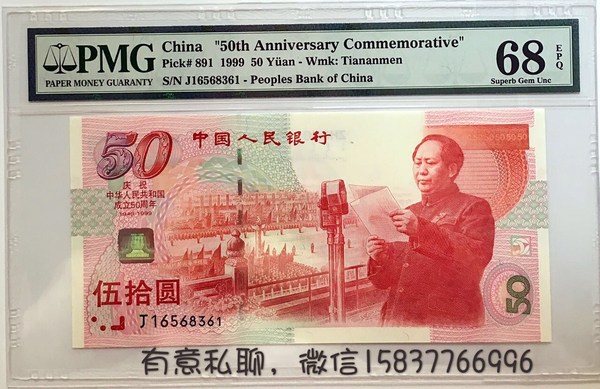 PMG
PAPER MONEY GUARANTY
China "50th Anniversary Commemorative"
Pick# 891 1999 50 Yüan - Wmk: Tiananmen
S/N J16568361 - Peoples Bank of China
68 EPQ
Superb Gem Unc
50
中国人民银行
庆祝
中华人民共和国
成立50周年
1949-1999
伍拾圆
J16568361
50
有意私聊，微信15837766996